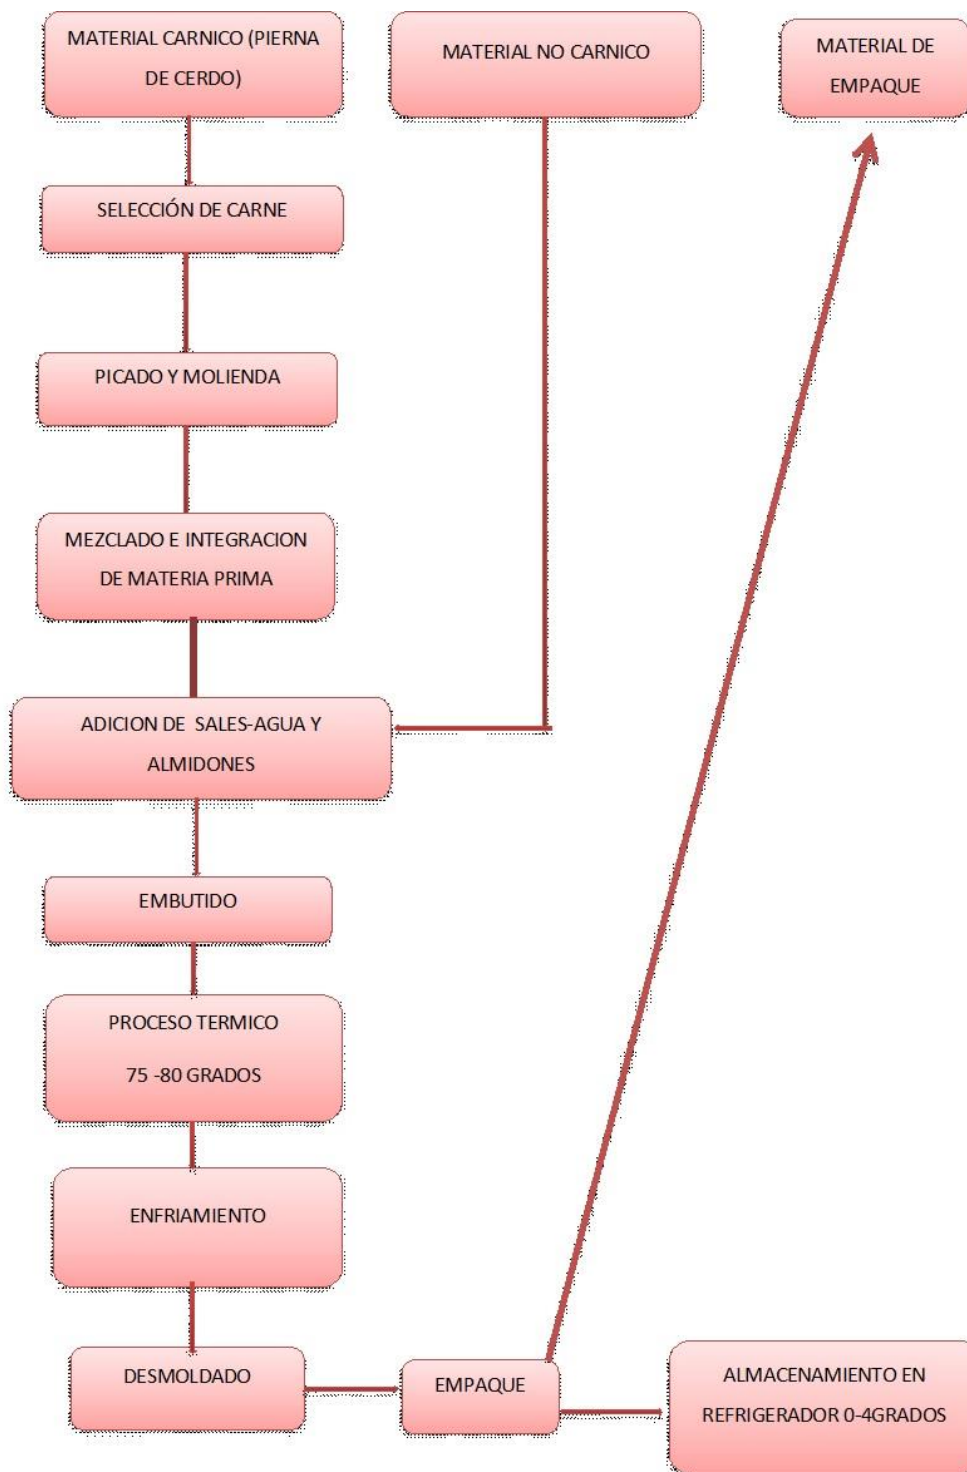 MATERIAL CARNICO (PIERNA
DE CERDO)
MATERIAL NO CARNICO
MATERIAL DE
EMPAQUE
SELECCIÓN DE CARNE
PICADO Y MOLIENDA
MEZCLADO E INTEGRACION
DE MATERIA PRIMA
ADICION DE SALES-AGUA Y
ALMIDONES
EMBUTIDO
PROCESO TERMICO
75 -80 GRADOS
ENFRIAMIENTO
DESMOLDADO
EMPAQUE
ALMACENAMIENTO EN
REFRIGERADOR 0-4GRADOS